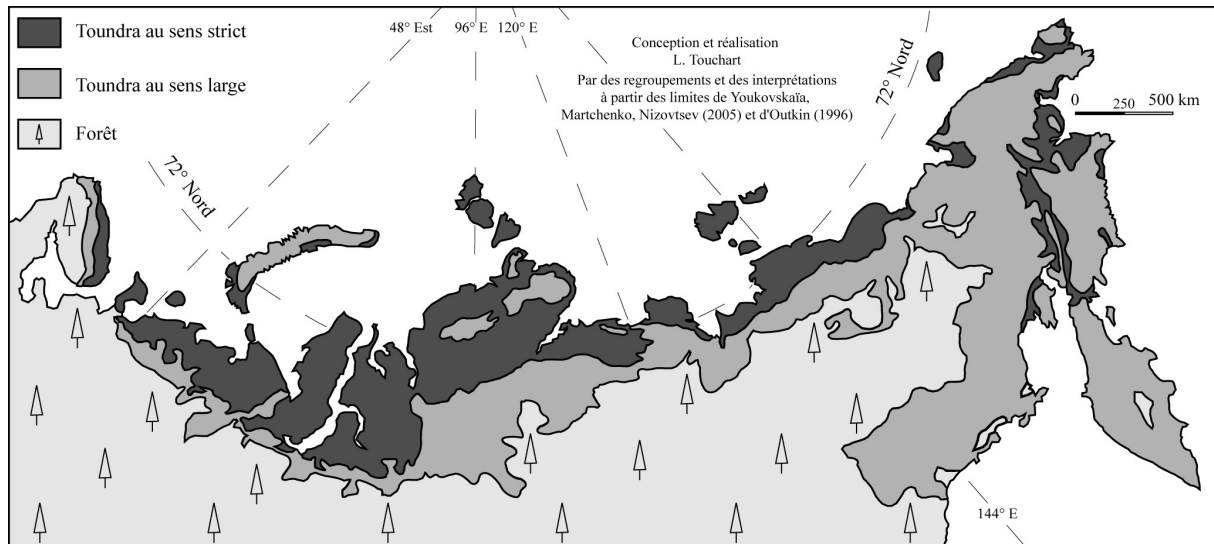 Toundra au sens strict
Toundra au sens large
Forêt
48° Est
96° E
120° E
Conception et réalisation
L. Touchart
Par des regroupements et des interprétations
à partir des limites de Youkovskaïa,
Martchenko, Nizovtsev (2005) et d'Outkin (1996)
72° Nord
0 250 500 km
72° Nord
144° E